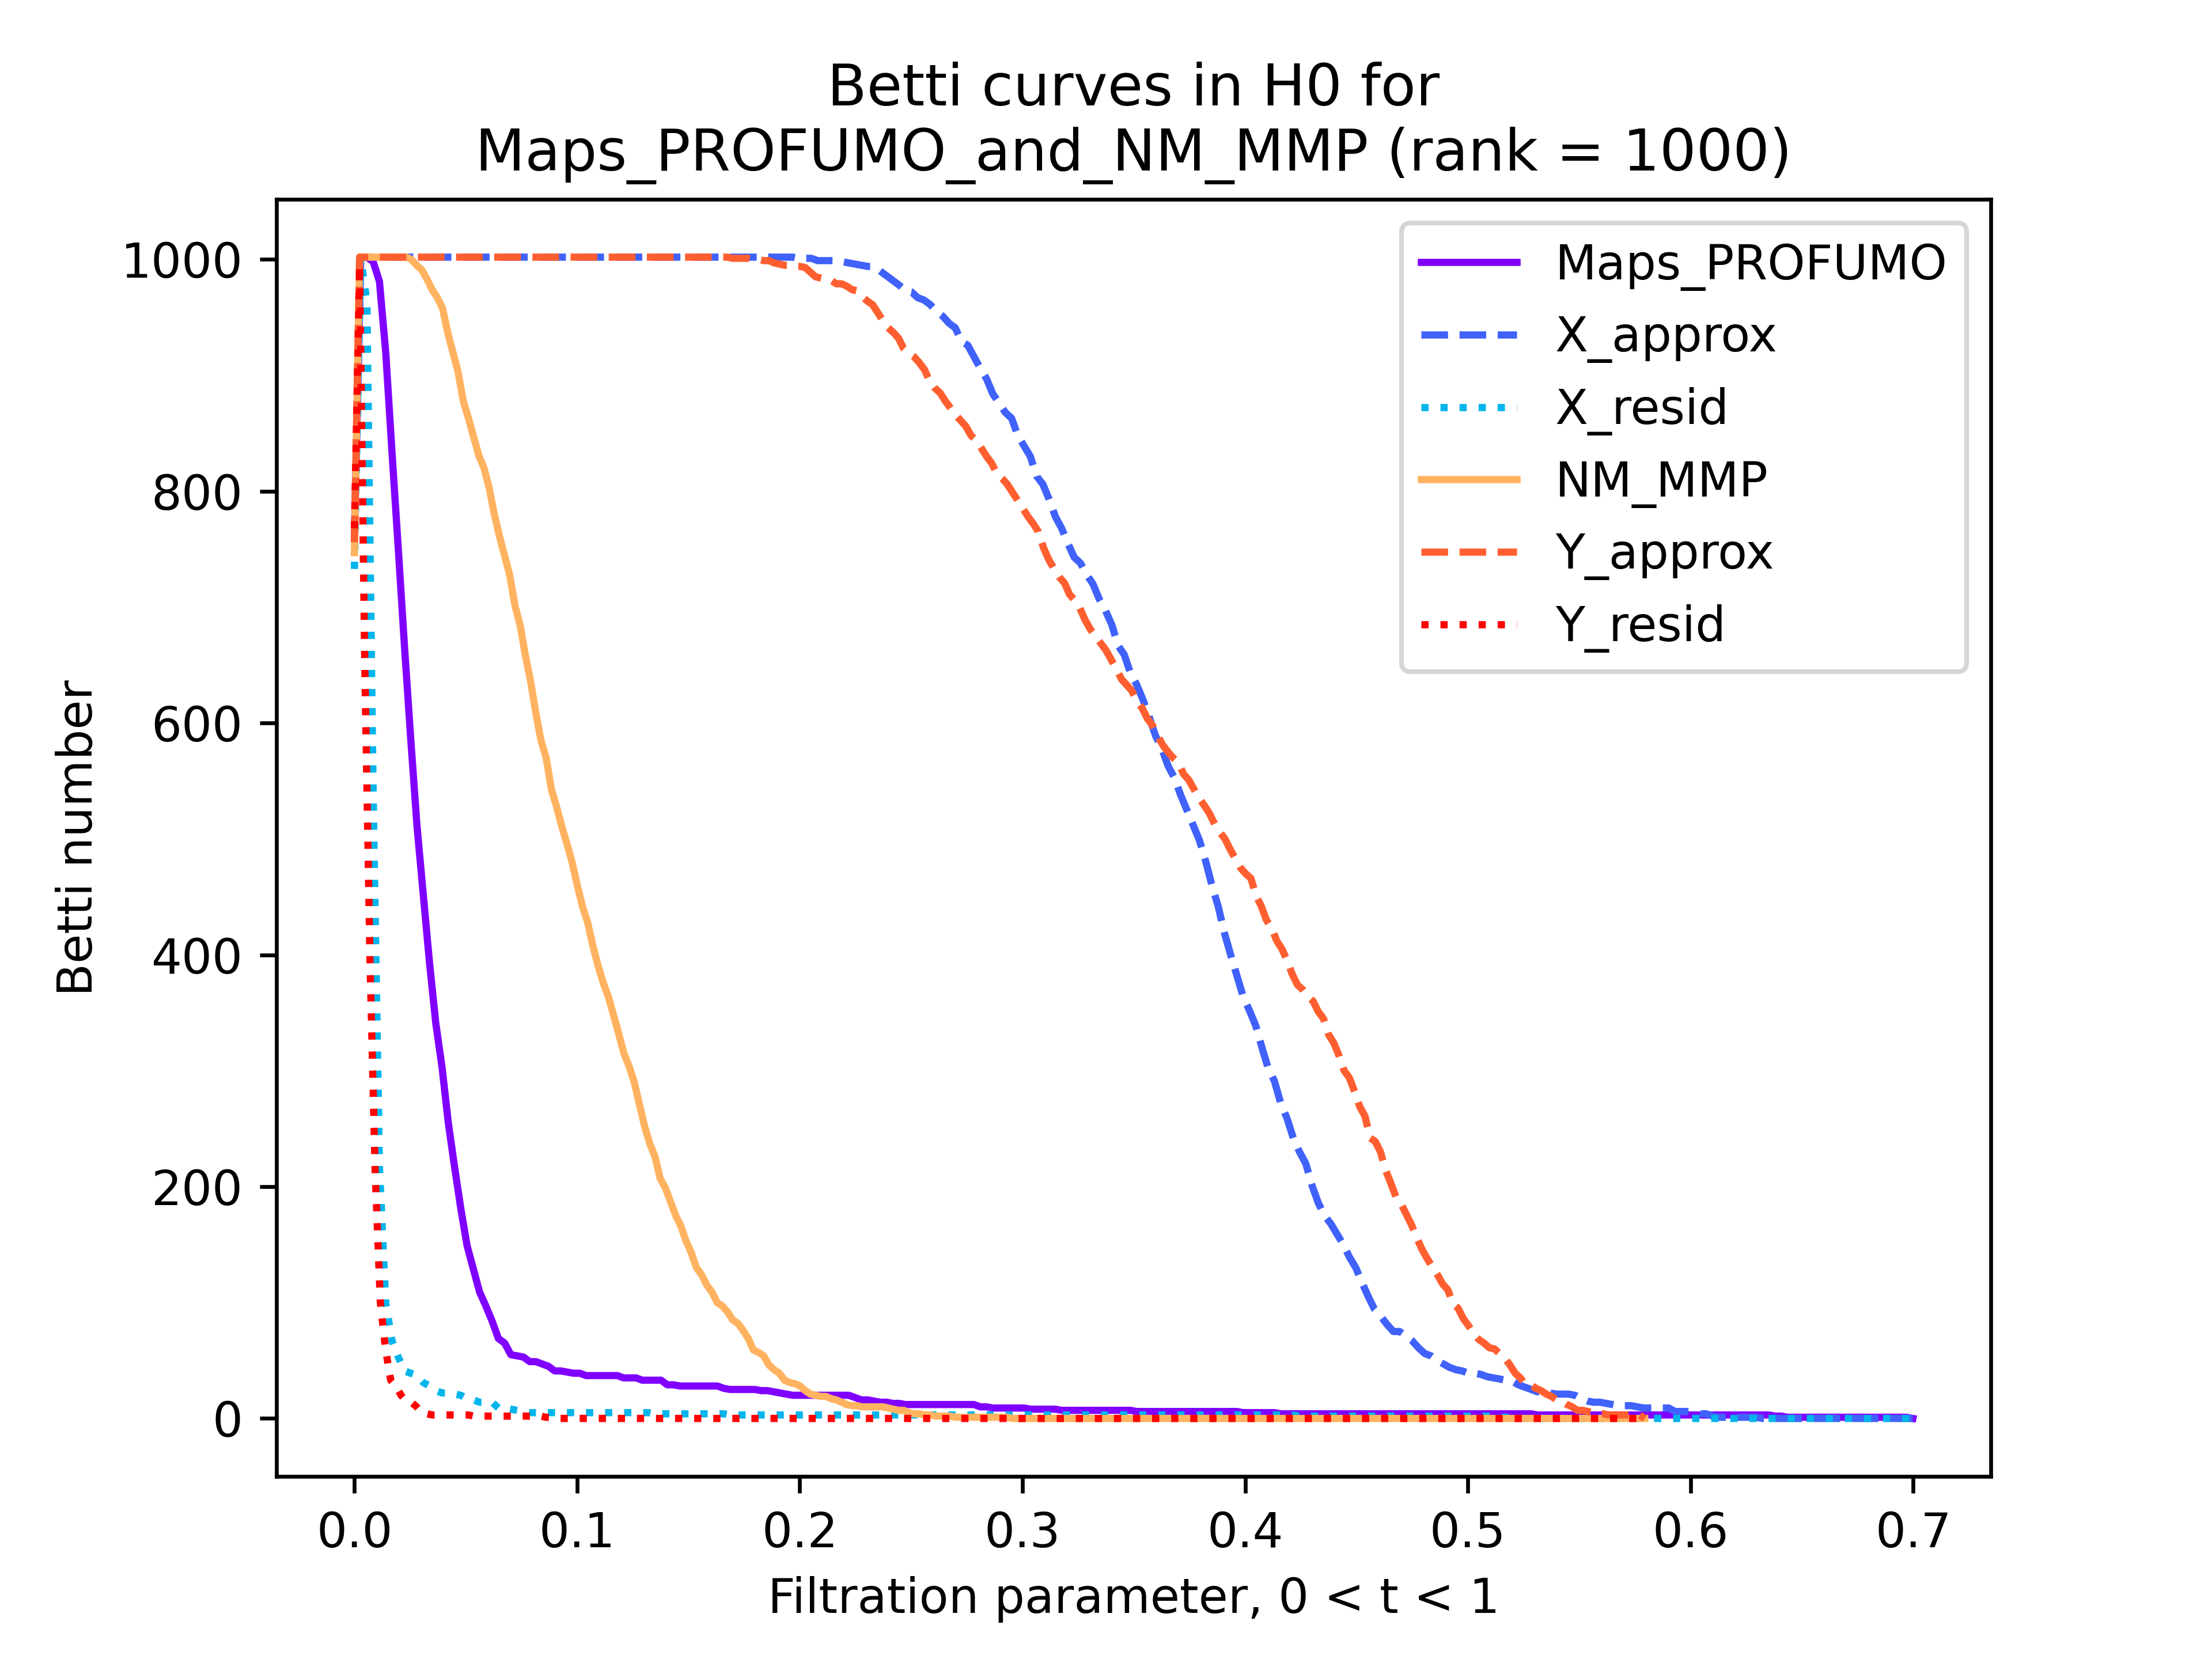 Betti curves in H0 for
Maps_PROFUMO_and_NM_MMP (rank = 1000)
Maps_PROFUMO
X_approx
X_resid
NM_MMP
Y_approx
Y_resid
Betti number
1000
800
600
400
200
0
0.0 0.1 0.2 0.3 0.4 0.5 0.6 0.7
Filtration parameter, 0 < t < 1